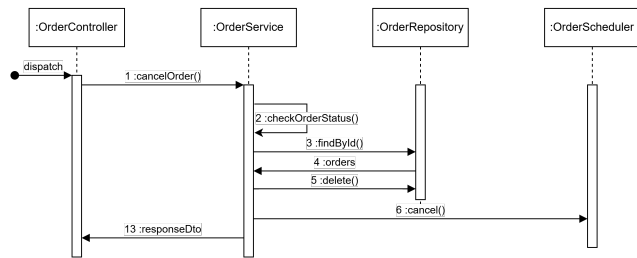 :OrderController
:OrderService
:OrderRepository
:OrderScheduler
dispatch
1 :cancelOrder()
2 :checkOrderStatus()
3 :findById()
4 :orders
5 :delete()
6 :cancel()
13 :responseDto